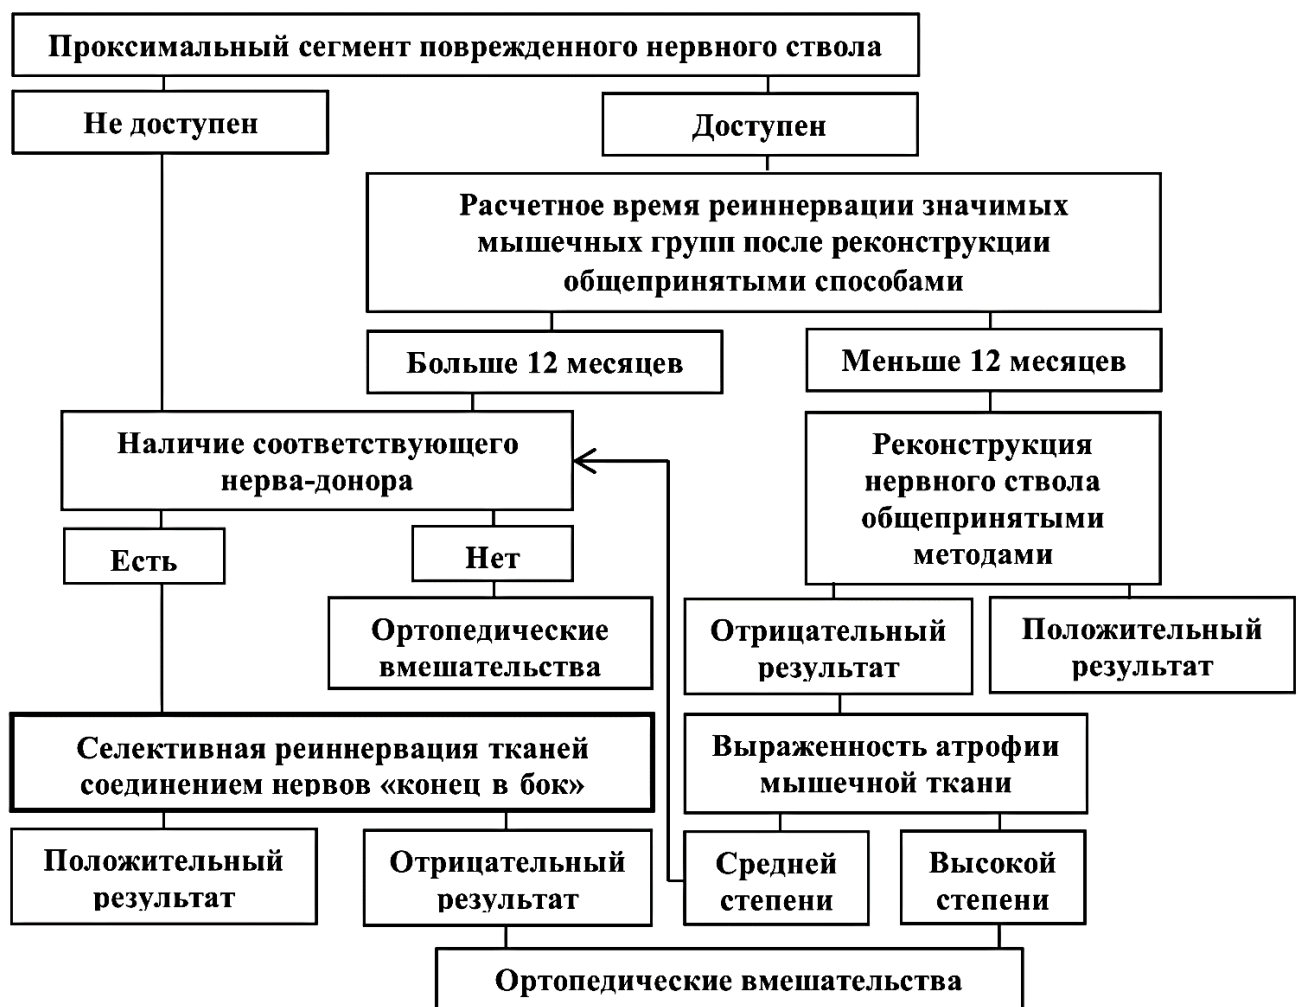 Проксимальный сегмент поврежденного нервного ствола
Не доступен
Доступен
Расчетное время реиннервации значимых
мышечных групп после реконструкции
общепринятыми способами
Больше 12 месяцев
Меньше 12 месяцев
Наличие соответствующего
нерва-донора
Реконструкция
нервного ствола
общепринятыми
методами
Есть
Нет
Ортопедические
вмешательства
Отрицательный
результат
Положительный
результат
Селективная реиннервация тканей
соединением нервов «конец в бок»
Выраженность атрофии
мышечной ткани
Положительный
результат
Отрицательный
результат
Средней
степени
Высокой
степени
Ортопедические вмешательства